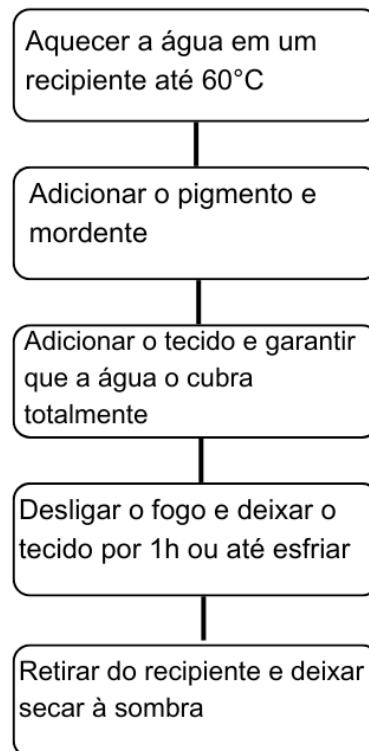 Aquecer a água em um
recipiente até 60°C
Adicionar o pigmento e
mordente
Adicionar o tecido e garantir
que a água o cubra
totalmente
Desligar o fogo e deixar o
tecido por 1h ou até esfriar
Retirar do recipiente e deixar
secar à sombra